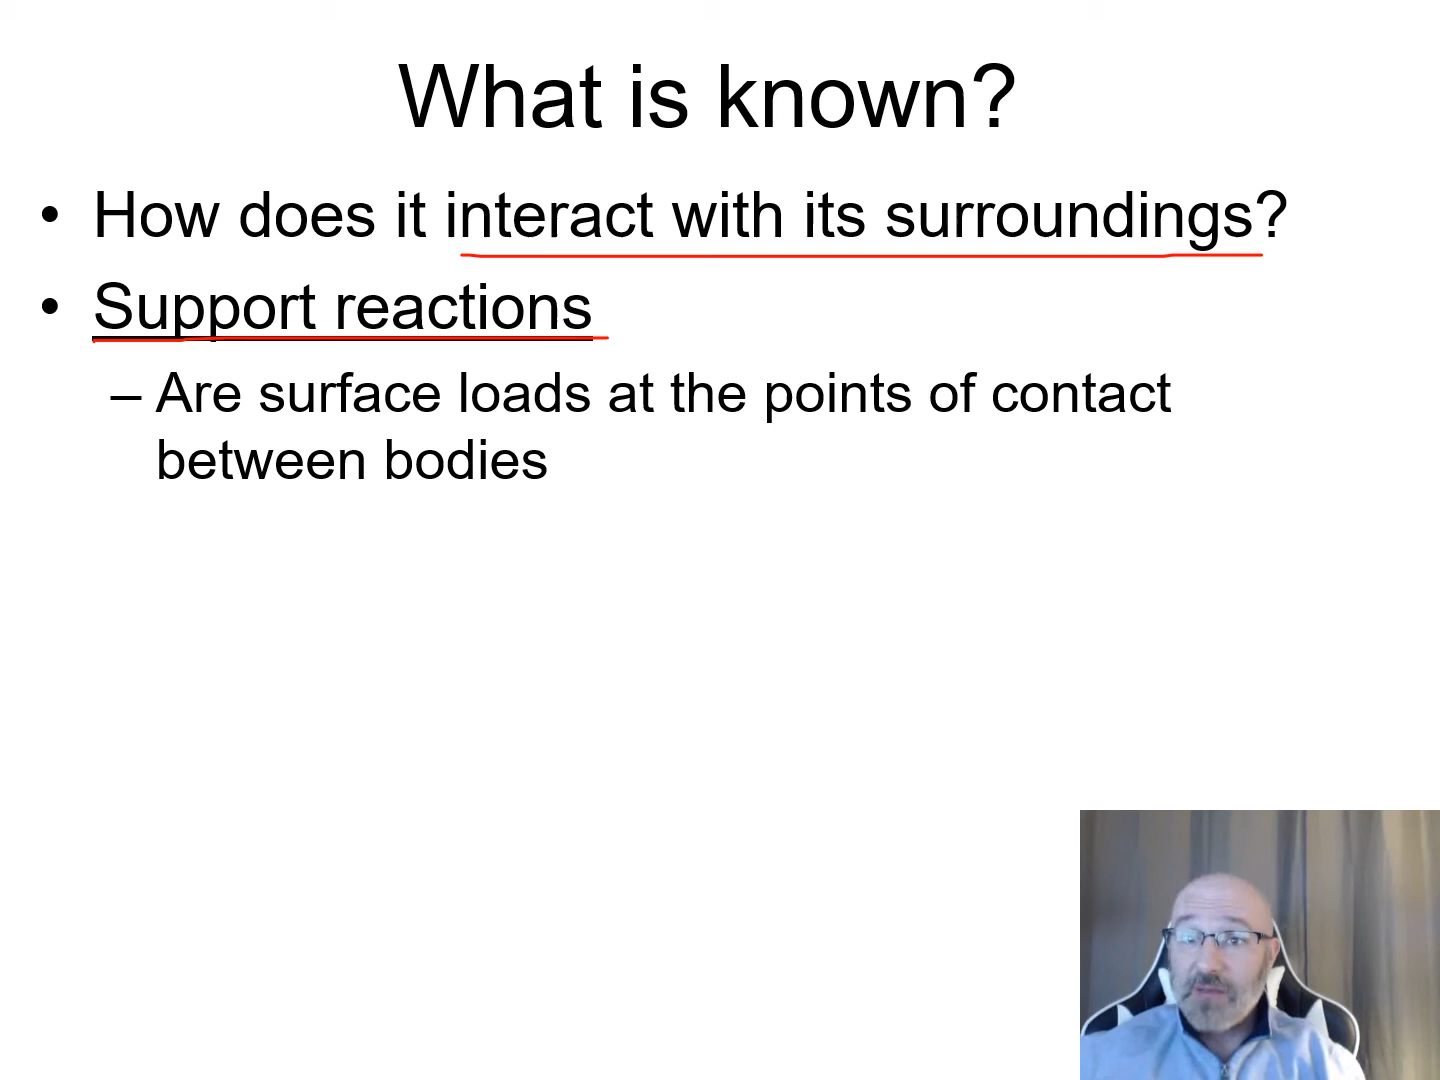 What is known?
• How does it interact with its surroundings?
• Support reactions
– Are surface loads at the points of contact
between bodies